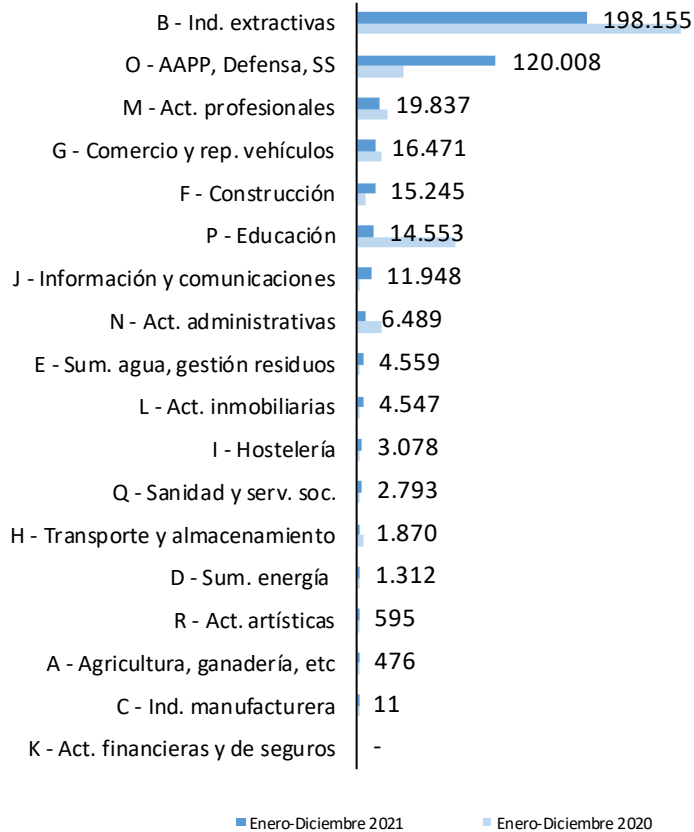 B - Ind. extractivas 198.155
O - AAPP, Defensa, SS 120.008
M - Act. profesionales 19.837
G - Comercio y rep. vehículos 16.471
F - Construcción 15.245
P - Educación 14.553
J - Información y comunicaciones 11.948
N - Act. administrativas 6.489
E - Sum. agua, gestión residuos 4.559
L - Act. inmobiliarias 4.547
I - Hostelería 3.078
Q - Sanidad y serv. soc. 2.793
H - Transporte y almacenamiento 1.870
D - Sum. energía 1.312
R - Act. artísticas 595
A - Agricultura, ganadería, etc 476
C - Ind. manufacturera 11
K - Act. financieras y de seguros -
Enero-Diciembre 2021 Enero-Diciembre 2020